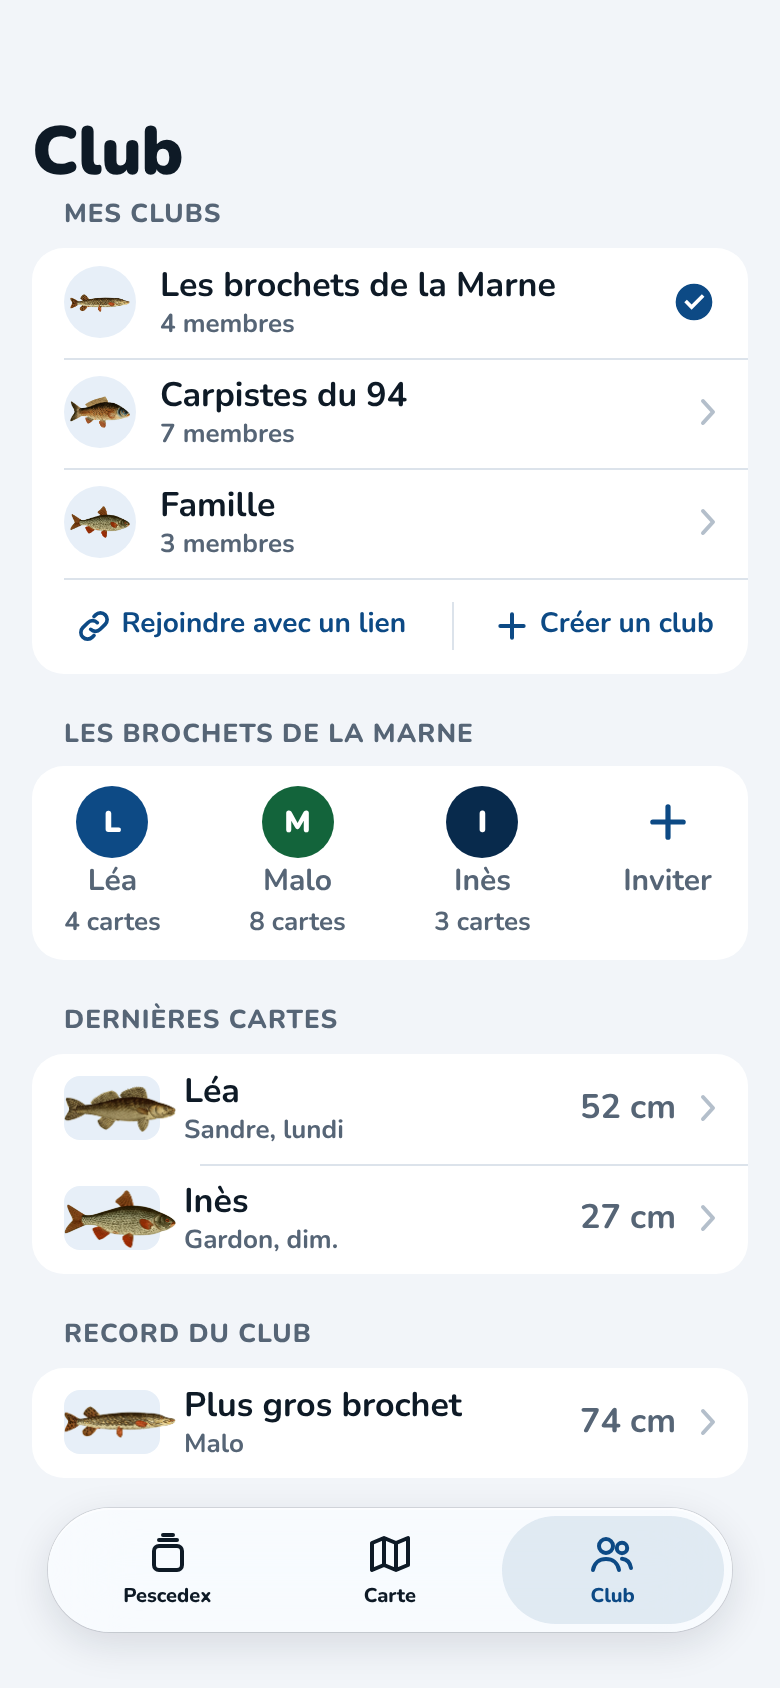 Club
MES CLUBS
Les brochets de la Marne
4 membres
Carpistes du 94
7 membres
Famille
3 membres
Rejoindre avec un lien
Créer un club
LES BROCHETS DE LA MARNE
L
M
I
Léa
Malo
Inès
Inviter
4 cartes
8 cartes
3 cartes
DERNIÈRES CARTES
Léa
52 cm
Sandre, lundi
Inès
27 cm
Gardon, dim.
RECORD DU CLUB
Plus gros brochet
74 cm
Malo
Pescedex
Carte
Club